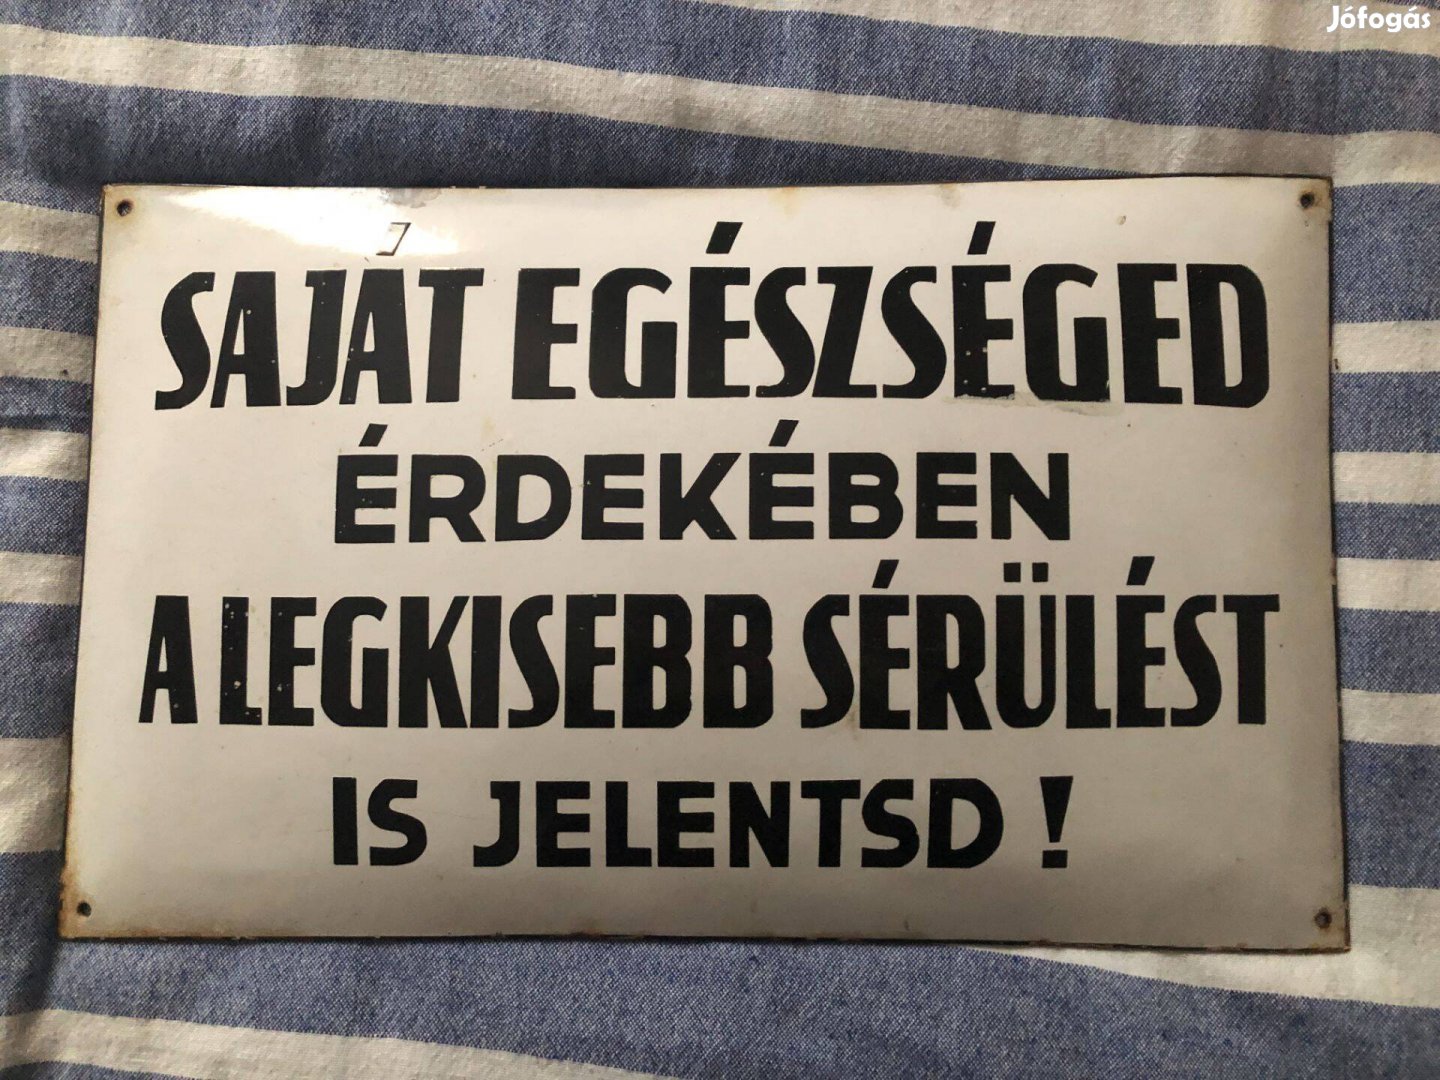 Jófogás
SAJÁT EGÉSZSÉGED
ÉRDEKÉBEN
A LEGKISEBB SÉRÜLÉST
IS JELENTSD !